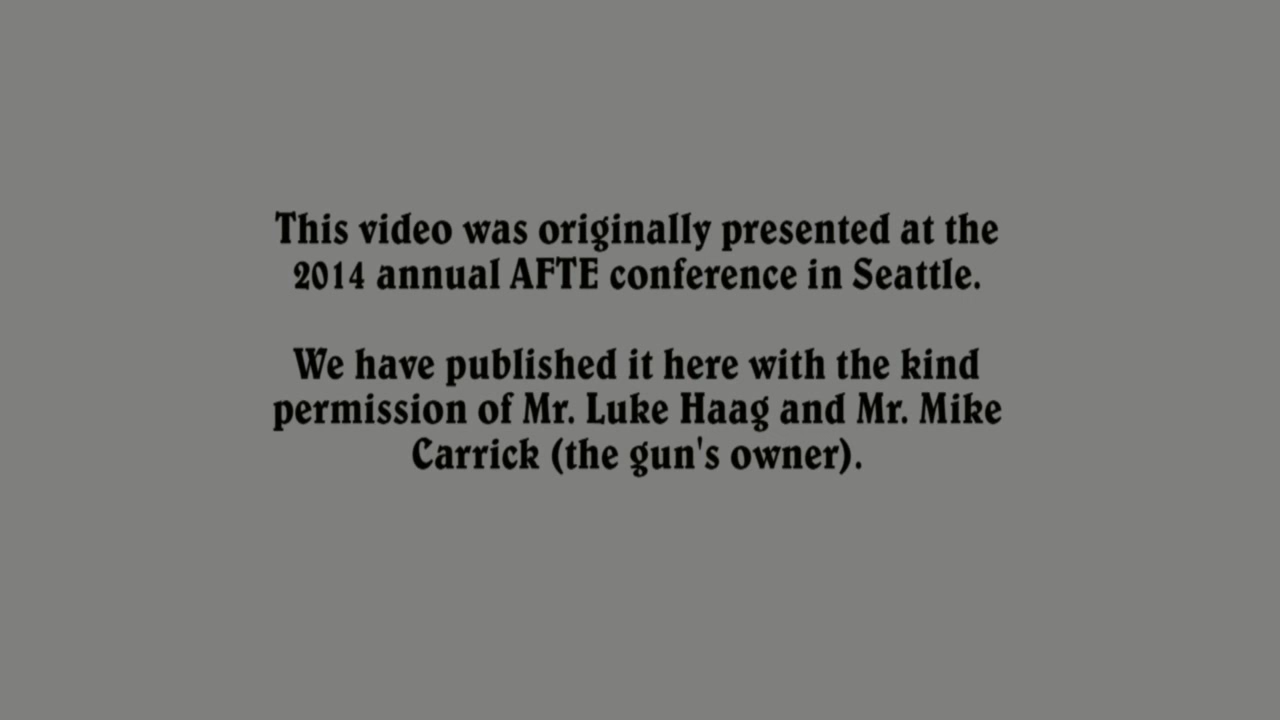 This video was originally presented at the
2014 annual AFTE conference in Seattle.
We have published it here with the kind
permission of Mr. Luke Haag and Mr. Mike
Carrick (the gun's owner).